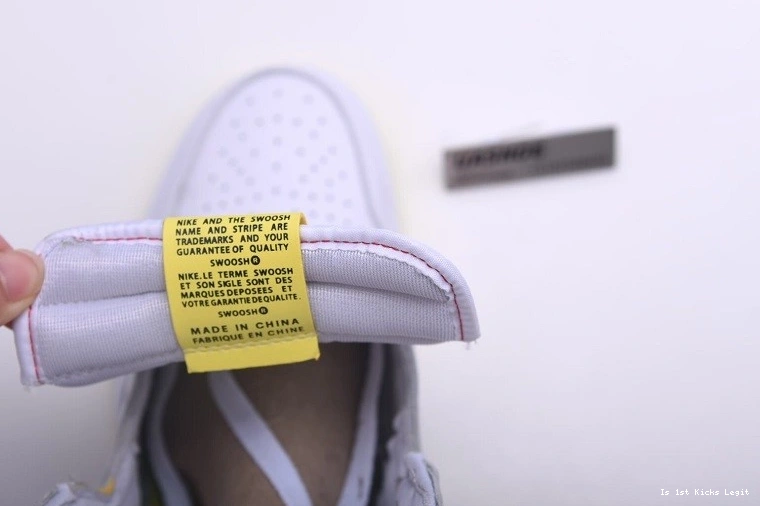 NIKE AND THE SWOOSH
NAME AND STRIPE ARE
TRADEMARKS AND YOUR
GUARANTEE OF QUALITY
SWOOSH®
NIKE.LE TERME SWOOSH
ET SON SIGLE SONT DES
MARQUES DEPOSEES ET
VOTRE GARANTIE DE QUALITE.
SWOOSH®
MADE IN CHINA
FABRIQUE EN CHINE
Is 1st Kicks Legit